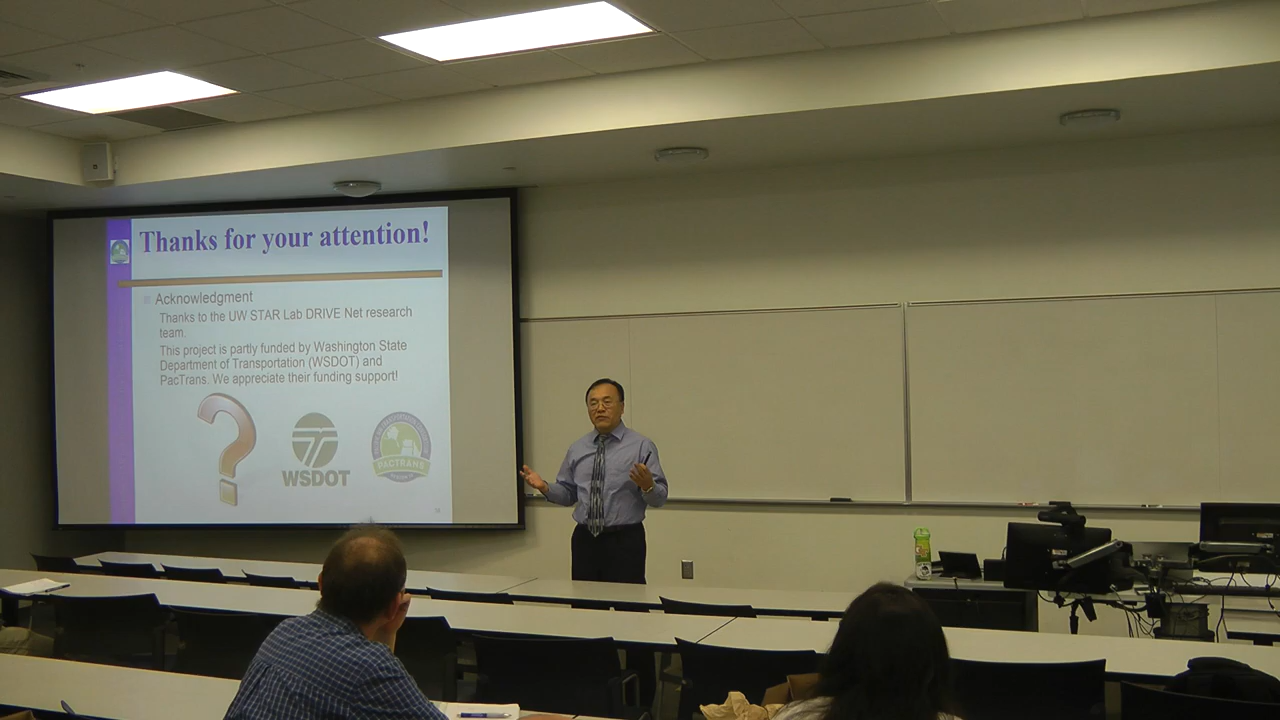 Thanks for your attention!
Acknowledgment
Thanks to the UW STAR Lab DRIVE Net research
team.
This project is partly funded by Washington State
Department of Transportation (WSDOT) and
PacTrans. We appreciate their funding support!
?
WSDOT
PACTRANS